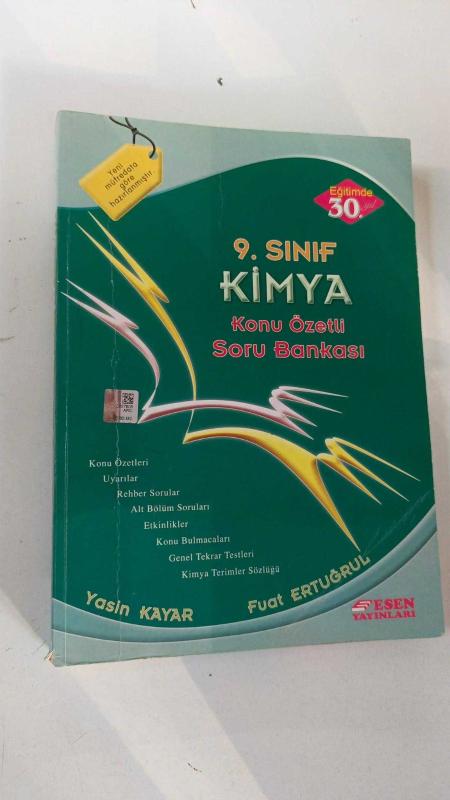 Yeni
müfredata
göre
hazırlanmıştır.
Eğitimde
30. yıl
9. SINIF
KİMYA
Konu Özetli
Soru Bankası
Konu Özetleri
Uyarılar
Rehber Sorular
Alt Bölüm Soruları
Etkinlikler
Konu Bulmacaları
Genel Tekrar Testleri
Kimya Terimler Sözlüğü
Yasin KAYAR
Fuat ERTUĞRUL
ESEN
YAYINLARI